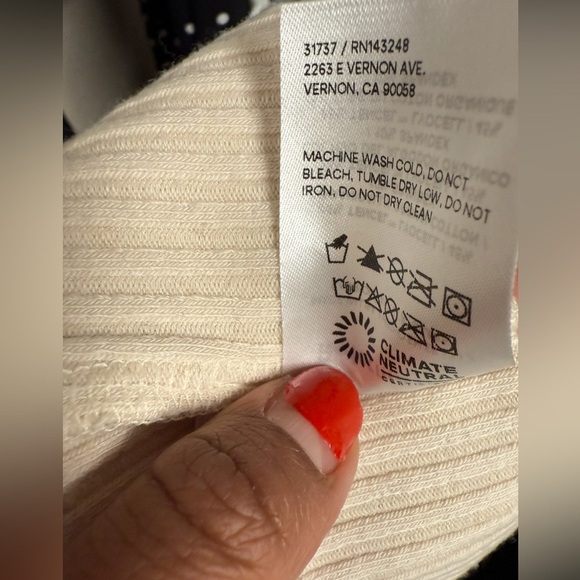 31737 / RN143248
2263 E VERNON AVE.
VERNON, CA 90058
MACHINE WASH COLD, DO NOT
BLEACH, TUMBLE DRY LOW, DO NOT
IRON, DO NOT DRY CLEAN
CLIMATE
NEUTRAL